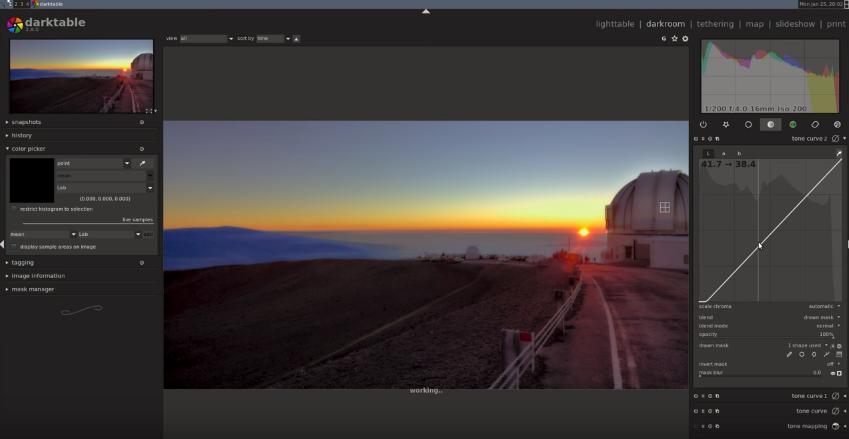 1 2 3 4 darktable Mon Jan 25, 20:02
darktable
lighttable | darkroom | tethering | map | slideshow | print
view all sort by time
G
1/200 f/4.0 16mm iso 200
snapshots
history
color picker
point
mean
Lab
(0.000, 0.000, 0.000)
restrict histogram to selection
live samples
mean Lab add
display sample areas on image
tagging
image information
mask manager
working..
tone curve 2
L a b
41.7 → 38.4
scale chroma automatic
blend drawn mask
blend mode normal
opacity 100%
drawn mask 1 shape used
invert mask off
mask blur 0.0
tone curve 1
tone curve
tone mapping